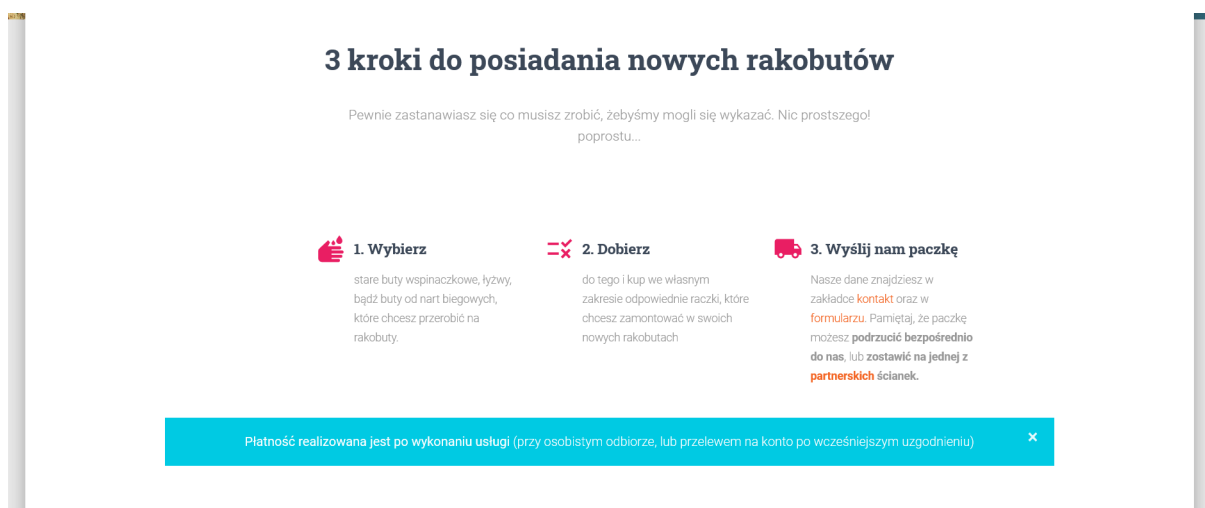 3 kroki do posiadania nowych rakobutów
Pewnie zastanawiasz się co musisz zrobić, żebyśmy mogli się wykazać. Nic prostszego!
poprostu...
1. Wybierz
stare buty wspinaczkowe, łyżwy,
bądź buty od nart biegowych,
które chcesz przerobić na
rakobuty.
2. Dobierz
do tego i kup we własnym
zakresie odpowiednie raczki, które
chcesz zamontować w swoich
nowych rakobutach
3. Wyślij nam paczkę
Nasze dane znajdziesz w
zakładce kontakt oraz w
formularzu. Pamiętaj, że paczkę
możesz podrzucić bezpośrednio
do nas, lub zostawić na jednej z
partnerskich ścianek.
Płatność realizowana jest po wykonaniu usługi (przy osobistym odbiorze, lub przelewem na konto po wcześniejszym uzgodnieniu)
×